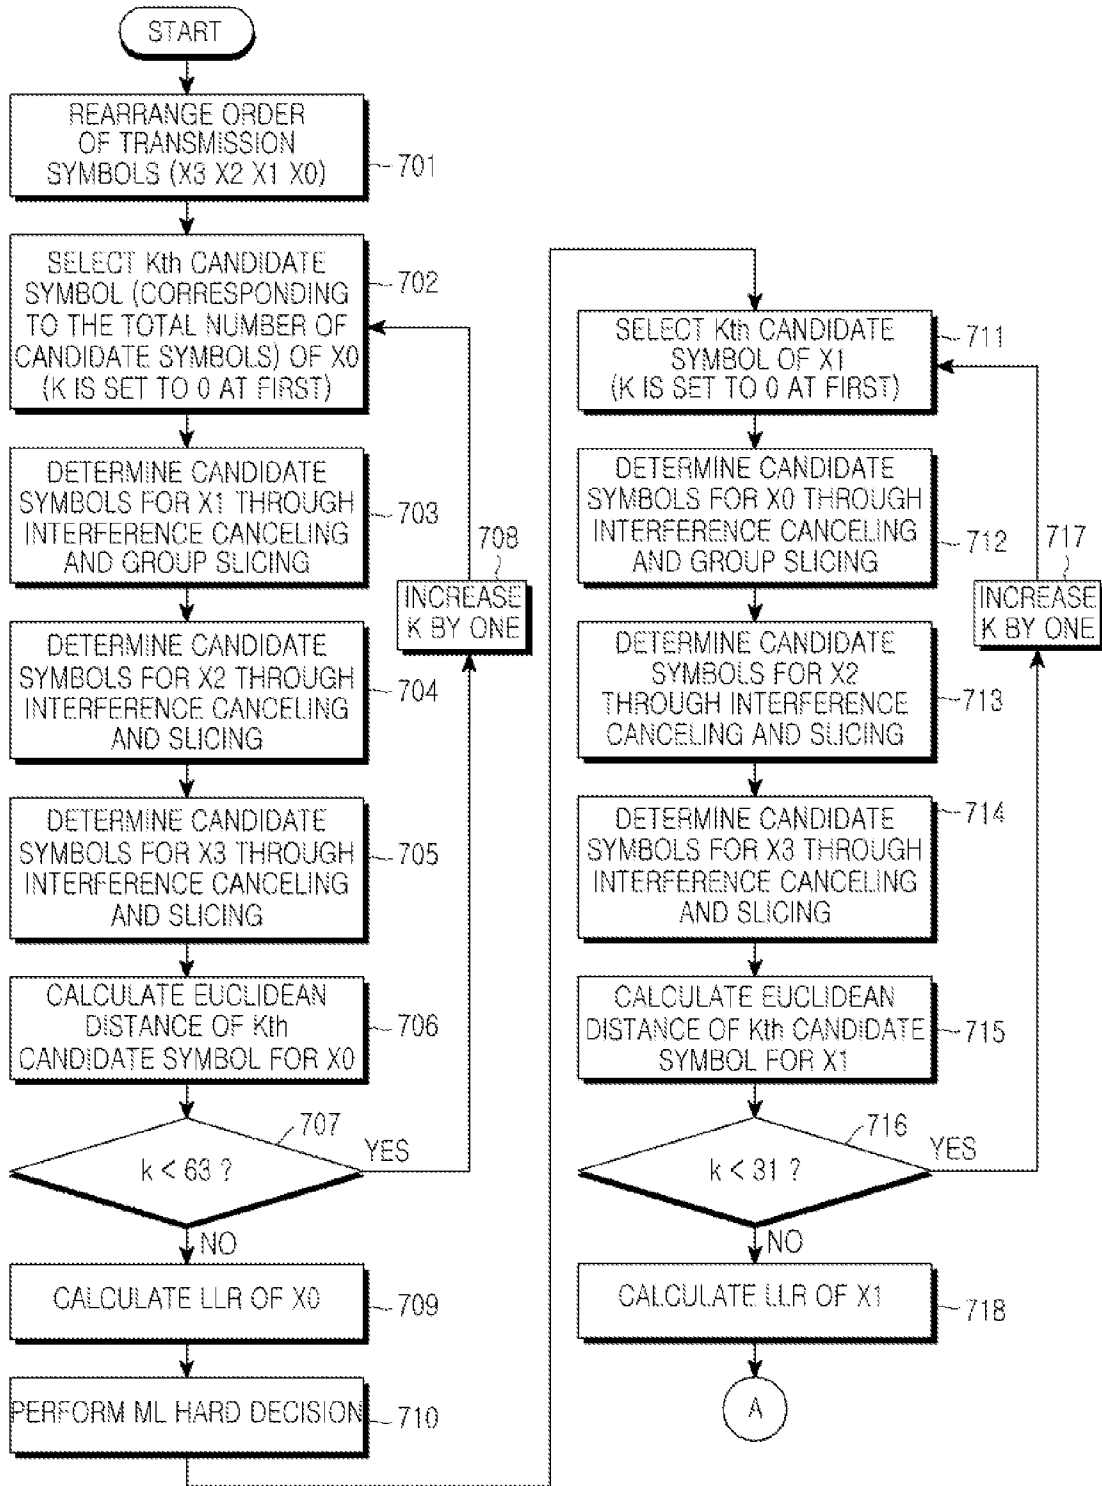 START
REARRANGE ORDER
OF TRANSMISSION
SYMBOLS (X3 X2 X1 X0)
701
SELECT Kth CANDIDATE
SYMBOL (CORRESPONDING
TO THE TOTAL NUMBER OF
CANDIDATE SYMBOLS) OF X0
(K IS SET TO 0 AT FIRST)
702
DETERMINE CANDIDATE
SYMBOLS FOR X1 THROUGH
INTERFERENCE CANCELING
AND GROUP SLICING
703
708
INCREASE
K BY ONE
DETERMINE CANDIDATE
SYMBOLS FOR X2 THROUGH
INTERFERENCE CANCELING
AND SLICING
704
DETERMINE CANDIDATE
SYMBOLS FOR X3 THROUGH
INTERFERENCE CANCELING
AND SLICING
705
CALCULATE EUCLIDEAN
DISTANCE OF Kth
CANDIDATE SYMBOL FOR X0
706
707
k < 63 ?
YES
NO
CALCULATE LLR OF X0
709
PERFORM ML HARD DECISION
710
SELECT Kth CANDIDATE
SYMBOL OF X1
(K IS SET TO 0 AT FIRST)
711
DETERMINE CANDIDATE
SYMBOLS FOR X0 THROUGH
INTERFERENCE CANCELING
AND GROUP SLICING
712
717
INCREASE
K BY ONE
DETERMINE CANDIDATE
SYMBOLS FOR X2
THROUGH INTERFERENCE
CANCELING AND SLICING
713
DETERMINE CANDIDATE
SYMBOLS FOR X3 THROUGH
INTERFERENCE CANCELING
AND SLICING
714
CALCULATE EUCLIDEAN
DISTANCE OF Kth CANDIDATE
SYMBOL FOR X1
715
716
k < 31 ?
YES
NO
CALCULATE LLR OF X1
718
A